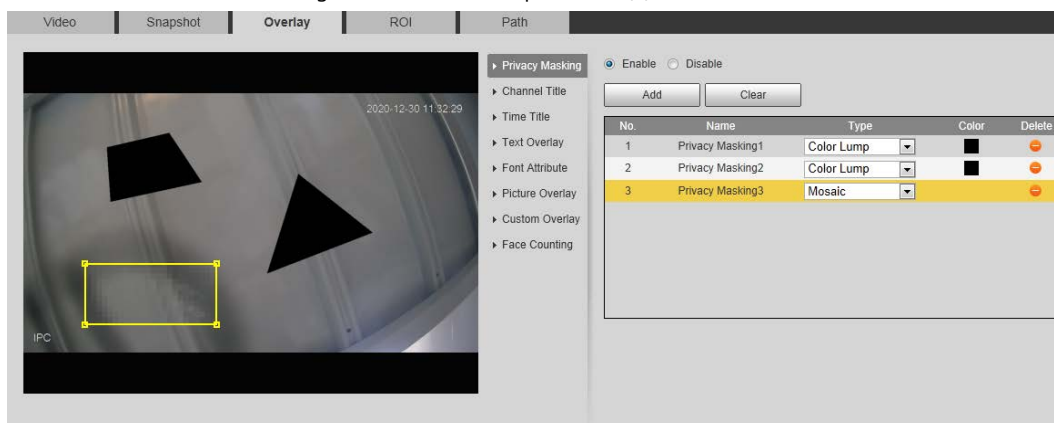 Video Snapshot Overlay ROI Path
2020-12-30 11:32:29
IPC
Privacy Masking
Channel Title
Time Title
Text Overlay
Font Attribute
Picture Overlay
Custom Overlay
Face Counting
Enable Disable
Add Clear
No. Name Type Color Delete
1 Privacy Masking1 Color Lump
2 Privacy Masking2 Color Lump
3 Privacy Masking3 Mosaic